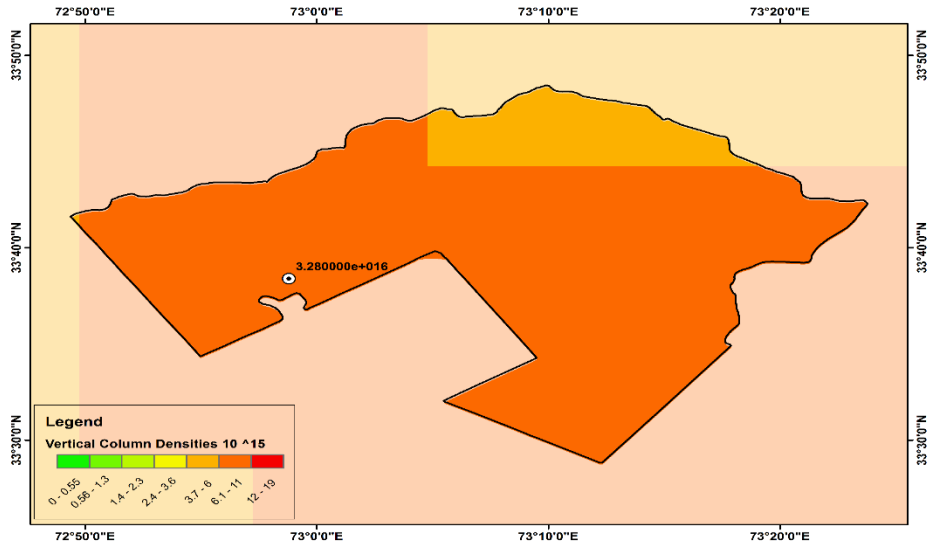 72°50'0"E 73°0'0"E 73°10'0"E 73°20'0"E
33°50'0"N 33°50'0"N
33°40'0"N 33°40'0"N
3.280000e+016
33°30'0"N 33°30'0"N
Legend
Vertical Column Densities 10 ^15
0 - 0.55 0.56 - 1.3 1.4 - 2.3 2.4 - 3.6 3.7 - 6 6.1 - 11 12 - 19
72°50'0"E 73°0'0"E 73°10'0"E 73°20'0"E